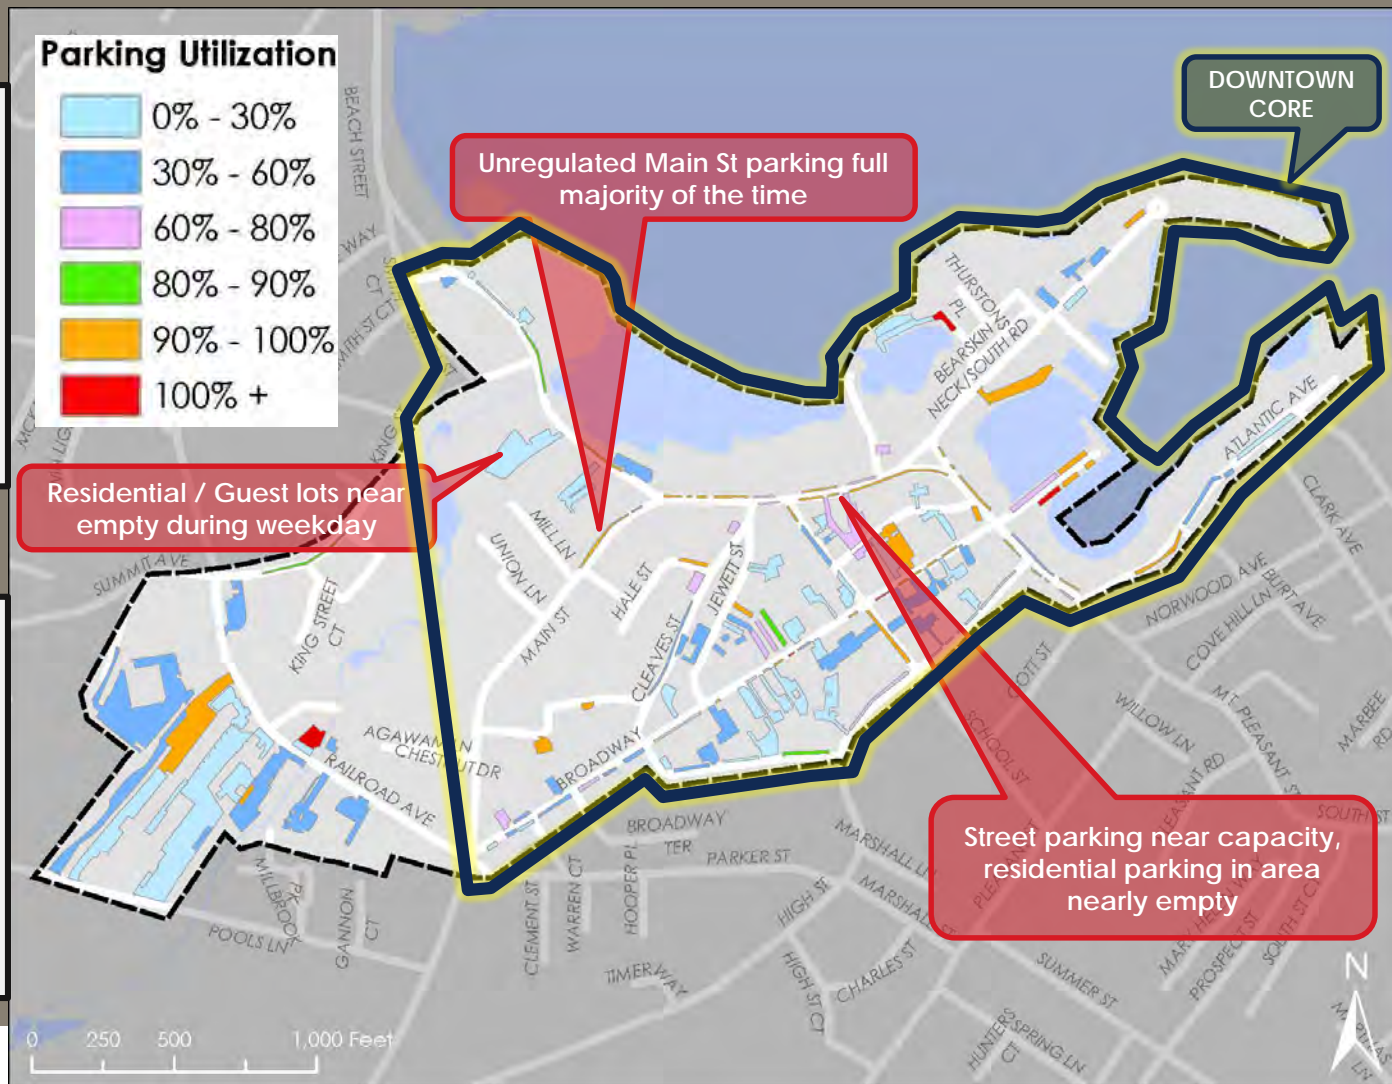 Parking Utilization
0% - 30%
30% - 60%
60% - 80%
80% - 90%
90% - 100%
100% +
DOWNTOWN
CORE
Unregulated Main St parking full
majority of the time
Residential / Guest lots near
empty during weekday
Street parking near capacity,
residential parking in area
nearly empty
BEACH STREET
SMITH ST CT
KING
SUMMIT AVE
KING STREET
CT
UNION LN
MILL LN
MAIN ST
HALE ST
CLEAVES ST
JEWETT ST
BROADWAY
AGAWAM LN
CHESTNUT DR
RAILROAD AVE
THURSTONS
PL
BEARSKIN
NECK/SOUTH RD
ATLANTIC AVE
CLARK AVE
NORWOOD AVE
BURT AVE
COVE HILL LN
MT PLEASANT ST
WILLOW LN
MARBEE
RD
SOUTH ST
SCHOOL ST
BROADWAY
TER
PARKER ST
MARSHALL LN
HIGH ST
HIGH ST CT
CHARLES ST
SUMMER ST
PROSPECT ST
SPRING LN
CLEMENT ST
WARREN CT
HOOPER PL
TIMER WAY
MILLBROOK
PK
GANNON
CT
POOLS LN
N
0 250 500 1,000 Feet